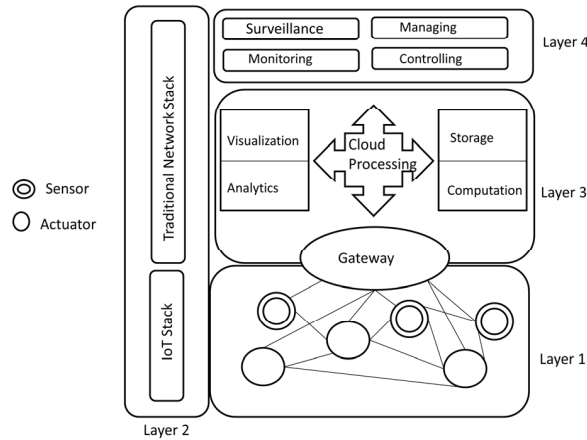 Surveillance
Managing
Monitoring
Controlling
Layer 4
Traditional Network Stack
Visualization
Analytics
Cloud
Processing
Storage
Computation
Layer 3
Sensor
Actuator
Gateway
IoT Stack
Layer 1
Layer 2